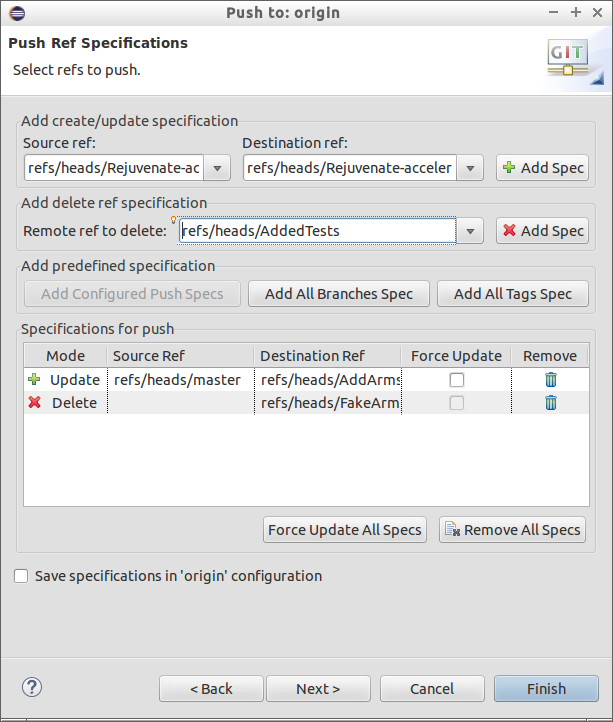 Push to: origin
Push Ref Specifications
Select refs to push.
GIT
Add create/update specification
Source ref: Destination ref:
refs/heads/Rejuvenate-ac refs/heads/Rejuvenate-acceler Add Spec
Add delete ref specification
Remote ref to delete: refs/heads/AddedTests Add Spec
Add predefined specification
Add Configured Push Specs Add All Branches Spec Add All Tags Spec
Specifications for push
Mode Source Ref Destination Ref Force Update Remove
Update refs/heads/master refs/heads/AddArms
Delete refs/heads/FakeArm
Force Update All Specs Remove All Specs
Save specifications in 'origin' configuration
? < Back Next > Cancel Finish